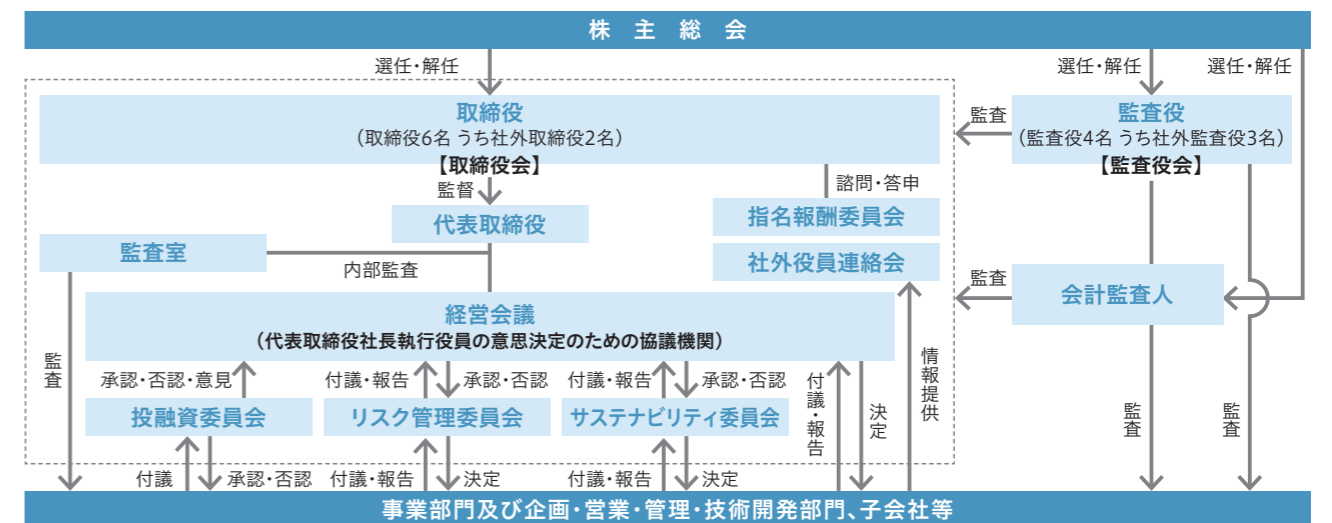 株主総会
選任・解任
選任・解任
選任・解任
取締役
（取締役6名 うち社外取締役2名）
【取締役会】
監査
監査役
（監査役4名 うち社外監査役3名）
【監査役会】
監督
諮問・答申
代表取締役
指名報酬委員会
監査室
内部監査
社外役員連絡会
監査
会計監査人
経営会議
（代表取締役社長執行役員の意思決定のための協議機関）
監査
承認・否認・意見
付議・報告
承認・否認
付議・報告
承認・否認
付議・報告
決定
情報提供
監査
監査
投融資委員会
リスク管理委員会
サステナビリティ委員会
付議
承認・否認
付議・報告
決定
付議・報告
決定
事業部門及び企画・営業・管理・技術開発部門、子会社等